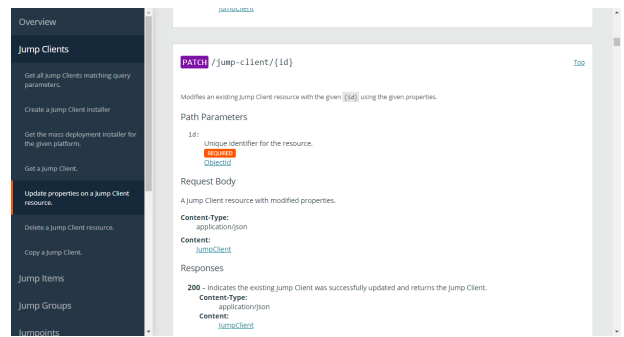 Overview
Jump Clients
Get all Jump Clients matching query
parameters.
Create a Jump Client installer
Get the mass deployment installer for
the given platform.
Get a Jump Client.
Update properties on a Jump Client
resource.
Delete a Jump Client resource.
Copy a Jump Client.
Jump Items
Jump Groups
Jumpoints
JumpClient
PATCH /jump-client/{id}
Top
Modifies an existing Jump Client resource with the given {id} using the given properties.
Path Parameters
id:
Unique identifier for the resource.
REQUIRED
ObjectId
Request Body
A Jump Client resource with modified properties.
Content-Type:
application/json
Content:
JumpClient
Responses
200 – Indicates the existing Jump Client was successfully updated and returns the Jump Client.
Content-Type:
application/json
Content:
JumpClient